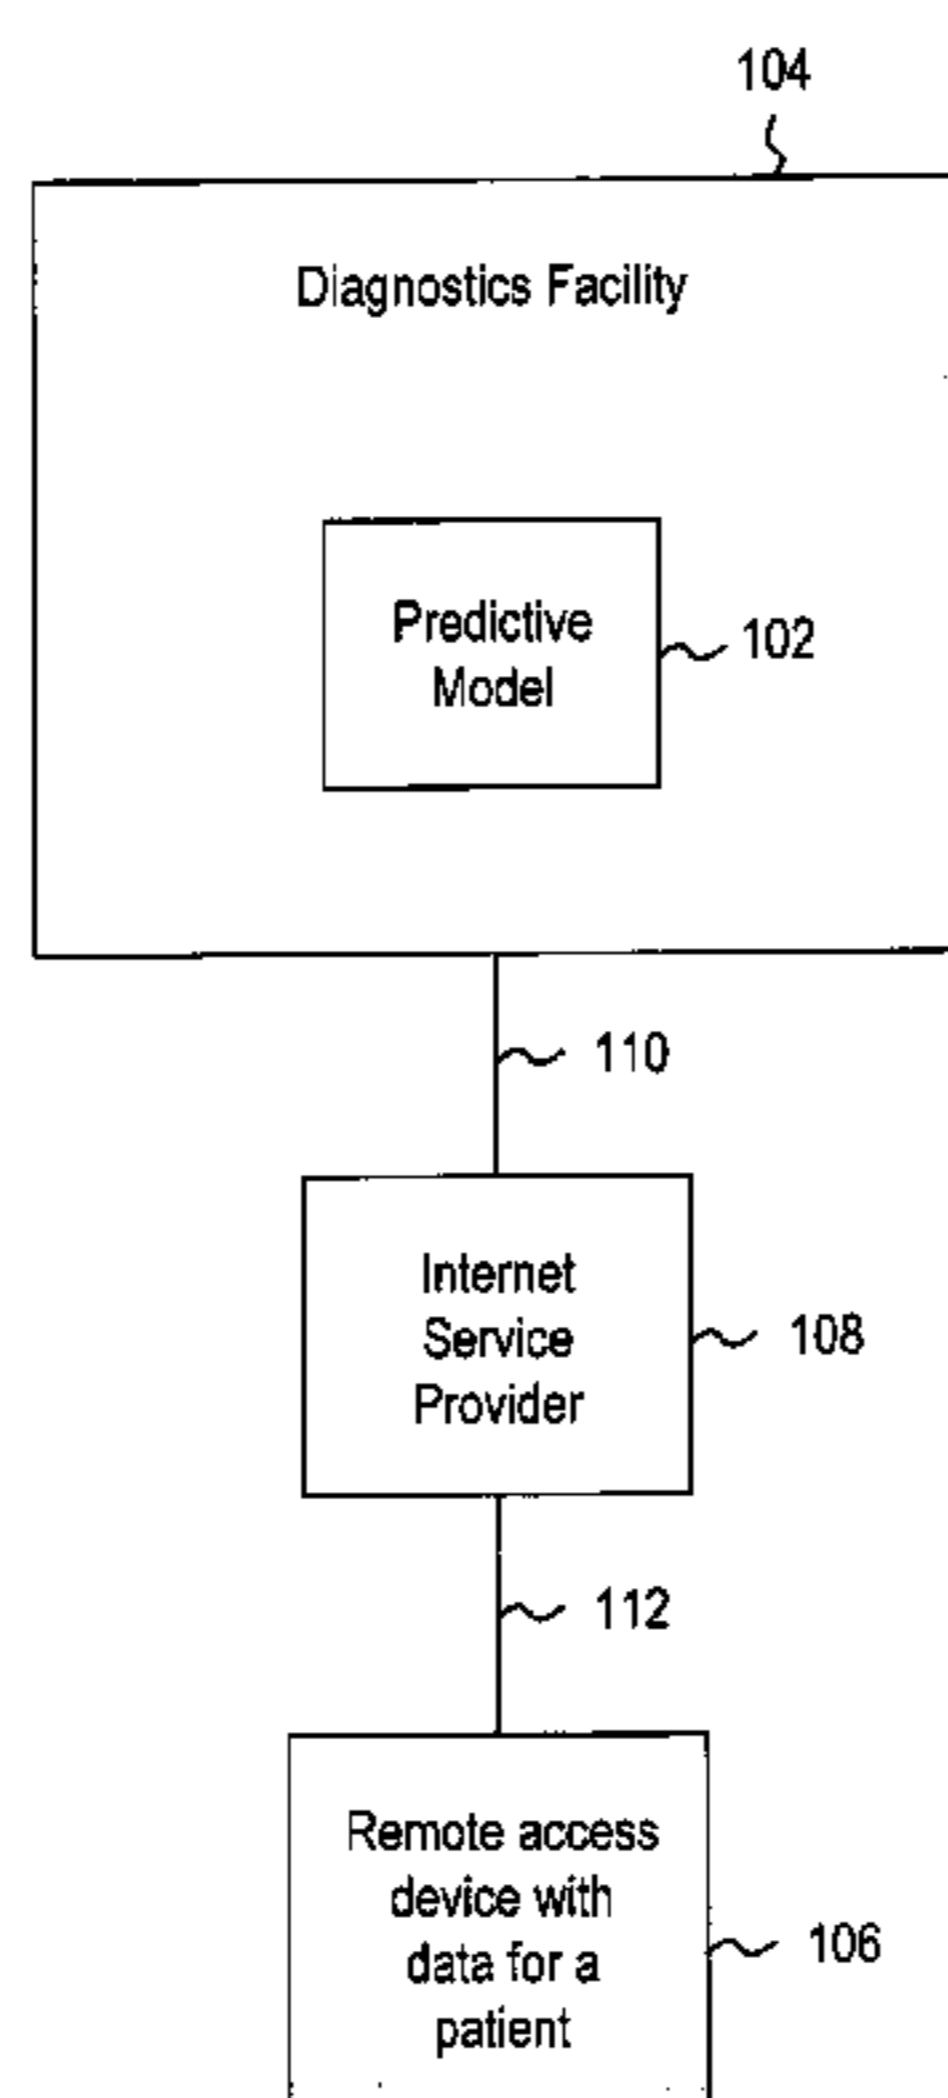 104
Diagnostics Facility
Predictive
Model
102
110
Internet
Service
Provider
108
112
Remote access
device with
data for a
patient
106